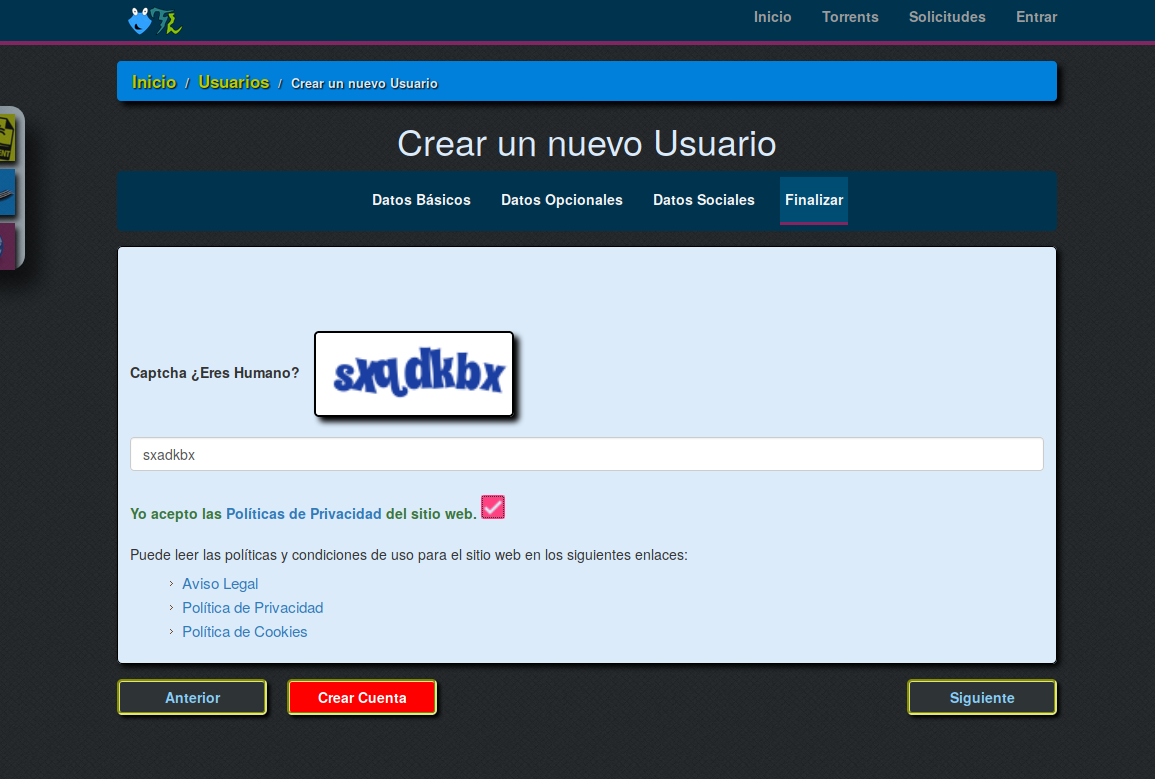 Inicio Torrents Solicitudes Entrar
Inicio / Usuarios / Crear un nuevo Usuario
Crear un nuevo Usuario
Datos Básicos Datos Opcionales Datos Sociales Finalizar
Captcha ¿Eres Humano? sxqdkbx
sxadkbx
Yo acepto las Políticas de Privacidad del sitio web.
Puede leer las políticas y condiciones de uso para el sitio web en los siguientes enlaces:
Aviso Legal
Política de Privacidad
Política de Cookies
Anterior Crear Cuenta Siguiente